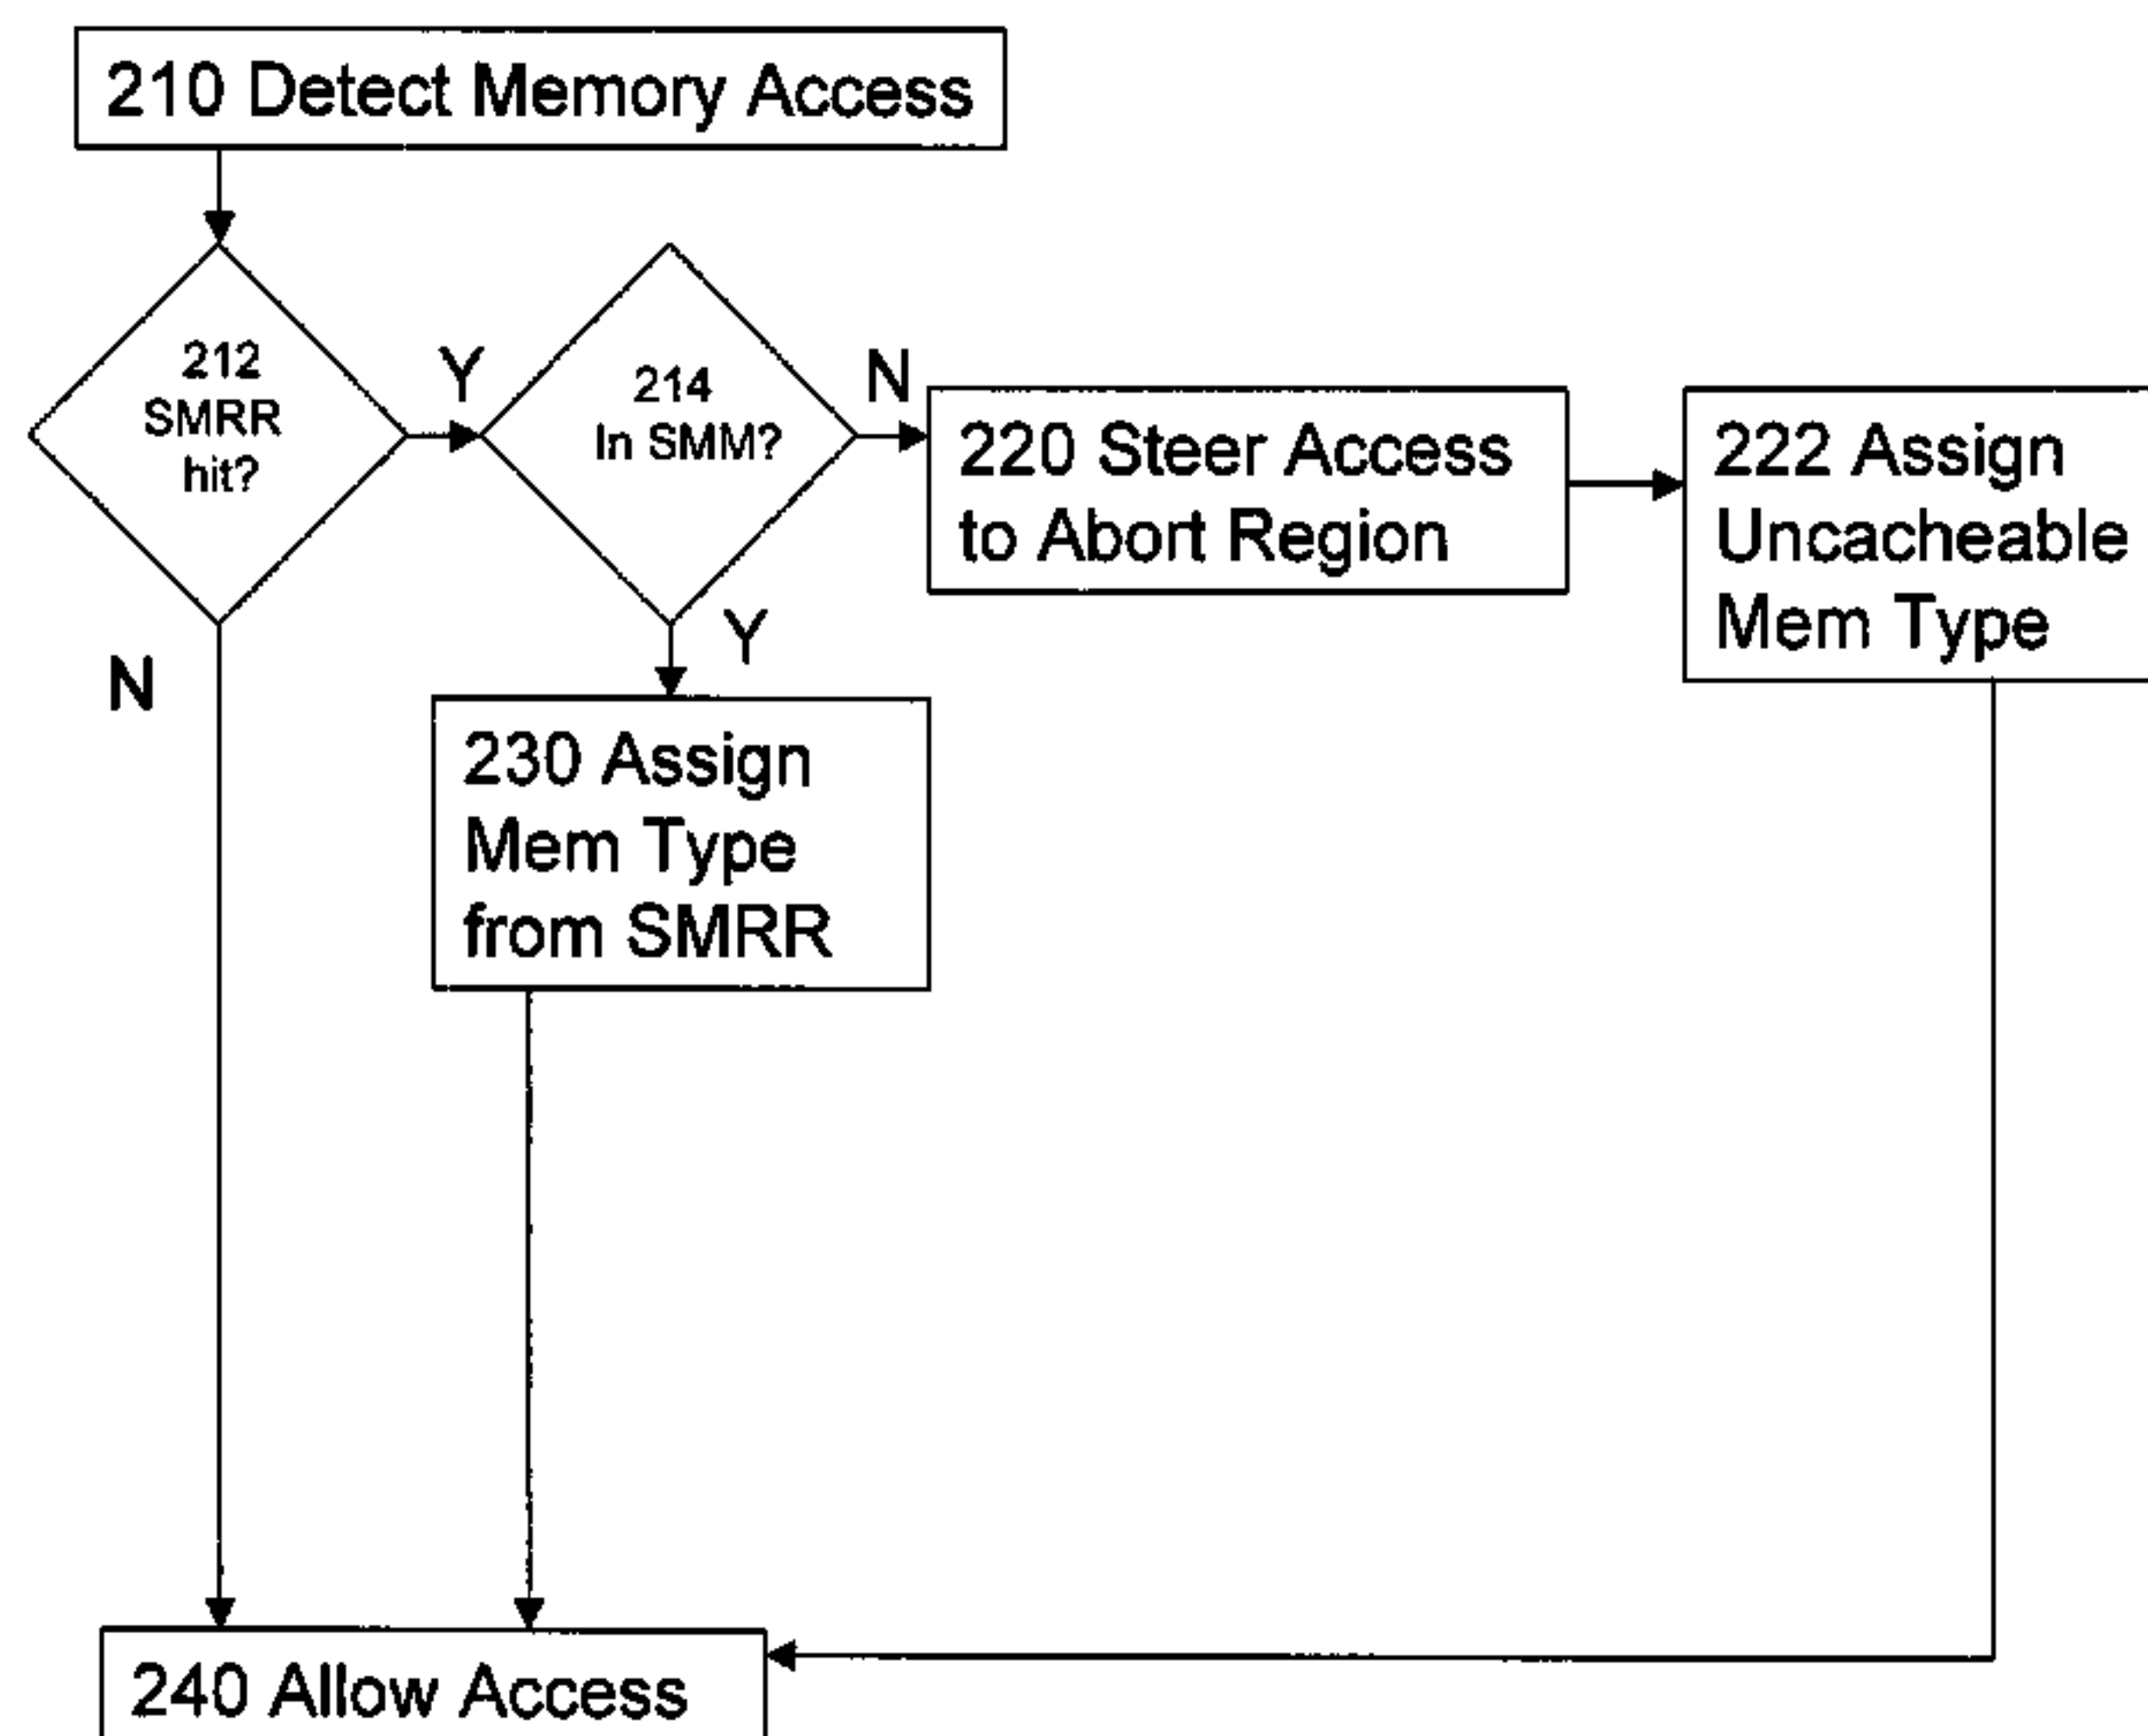 210 Detect Memory Access
212
SMRR
hit?
Y
214
In SMM?
N
220 Steer Access
to Abort Region
222 Assign
Uncacheable
Mem Type
Y
N
230 Assign
Mem Type
from SMRR
240 Allow Access